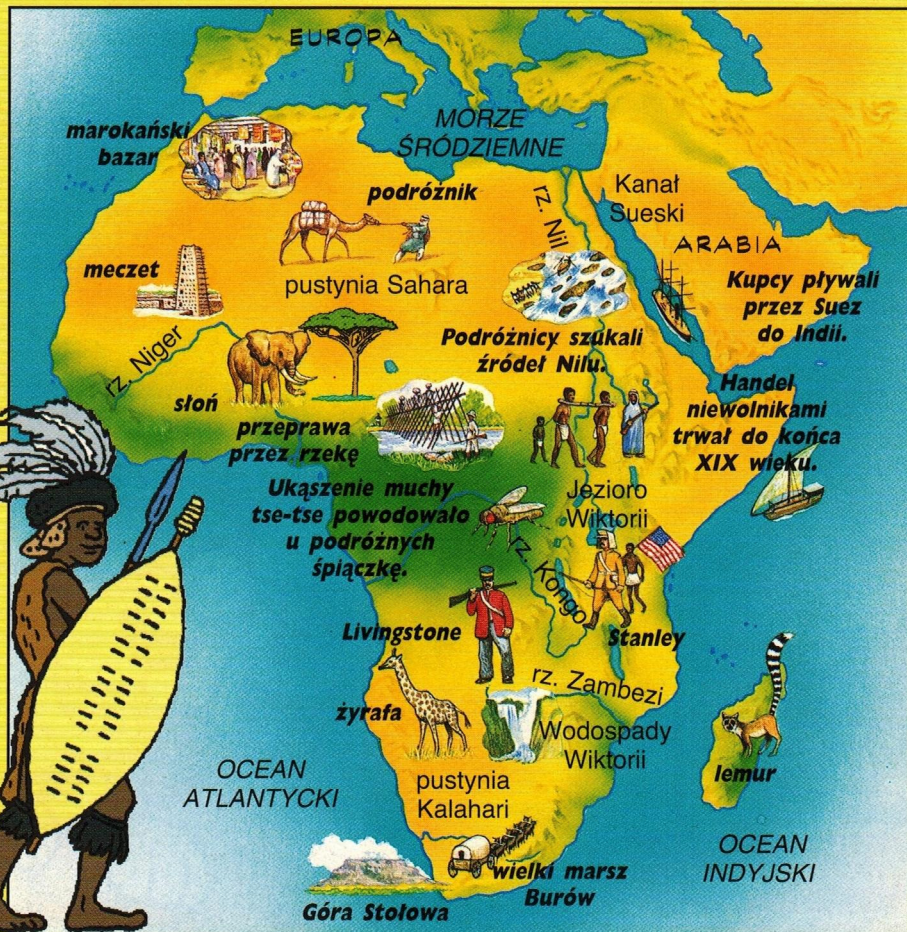 EUROPA
MORZE
ŚRÓDZIEMNE
marokański
bazar
podróżnik
rz. Nil
Kanał
Sueski
ARABIA
meczet
pustynia Sahara
Kupcy pływali
przez Suez
do Indii.
rz. Niger
Podróżnicy szukali
źródeł Nilu.
słoń
Handel
niewolnikami
trwał do końca
XIX wieku.
przeprawa
przez rzekę
Ukąszenie muchy
tse-tse powodowało
u podróżnych
śpiączkę.
Jezioro
Wiktorii
rz. Kongo
Livingstone
Stanley
rz. Zambezi
żyrafa
Wodospady
Wiktorii
lemur
OCEAN
ATLANTYCKI
pustynia
Kalahari
OCEAN
INDYJSKI
wielki marsz
Burów
Góra Stołowa